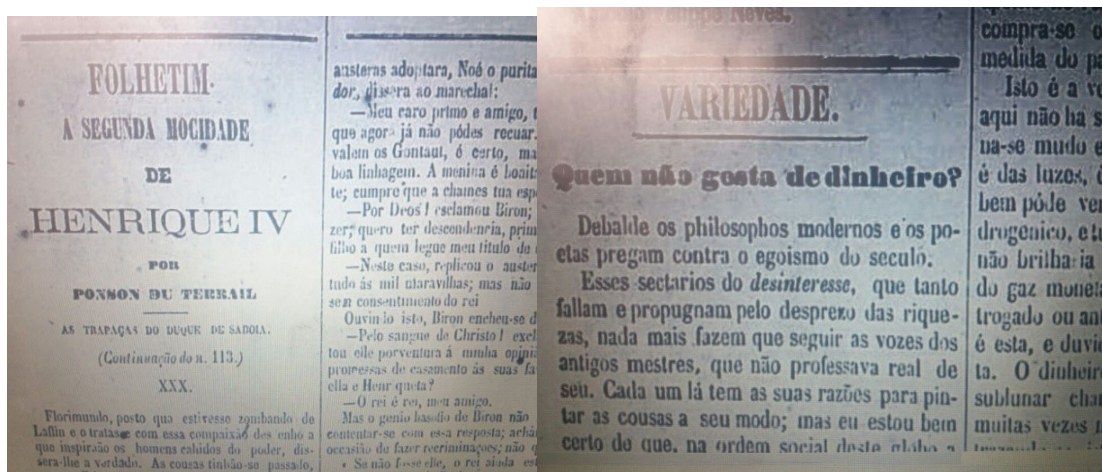 FOLHETIM.
A SEGUNDA MOCIDADE
DE
HENRIQUE IV
POR
PONSON DU TERRAIL
AS TRAPAÇAS DO DUQUE DE SABOIA.
(Continuação do n. 113.)
XXX.
Florimundo, posto que estivesse zombando de
Laffin e o tratasse com essa compaixão des enho a
que inspirão os homens cahidos do poder, dis-
sera-lhe a verdade. As cousas tinhão-se passado,
austeras adoptara, Noé o purita
dor, dissera ao marechal:
—Meu caro primo e amigo, t
que agora já não pódes recuar.
valem os Gontaut, é certo, ma
boa linhagem. A menina é bonit
te; cumpre que a chames tua esp
—Por Deos! esclamou Biron;
zer; quero ter descendencia, prim
filho a quem legue meu titulo de
—Neste caso, replicou o auster
tudo ás mil maravilhas; mas não
sem consentimento do rei
Ouvindo isto, Biron encheu-se d
—Pelo sangue de Christo! excl
tou elle porventura á minha opini
promessas de casamento ás suas fa
ella e Henriqueta?
—O rei é rei, meu amigo.
Mas o genio basofio de Biron não
contentar-se com essa resposta; achá
occasião de fazer recriminações; não q
« Se não fosse elle, o rei ainda est
Neves.
VARIEDADE.
Quem não gosta de dinheiro?
Debalde os philosophos modernos e os po-
etas pregam contra o egoismo do seculo.
Esses sectarios do desinteresse, que tanto
fallam e propugnam pelo desprezo das rique-
zas, nada mais fazem que seguir as vozes dos
antigos mestres, que não professava real de
seu. Cada um lá tem as suas razões para pin-
tar as cousas a seu modo; mas eu estou bem
certo de que, na ordem social deste globo
compra-se o
medida do pa
Isto é a ve
aqui não ha s
na-se mudo e
é das luzes,
bem póde ver
drogenico, e tu
não brilharia
do gaz monet
trogado ou ant
é esta, e duvi
ta. O dinheir
sublunar cha
muitas vezes